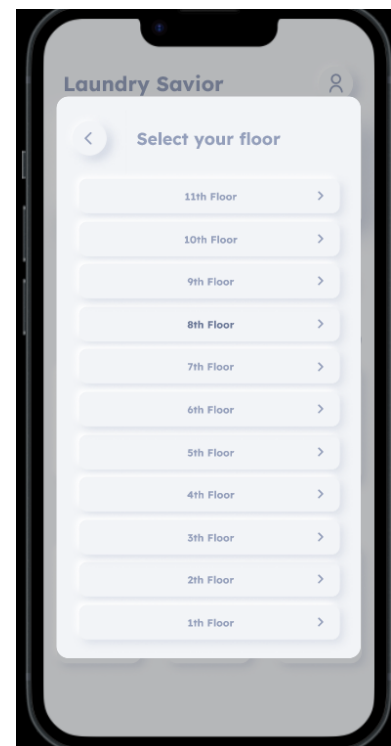 Laundry Savior
Select your floor
11th Floor
10th Floor
9th Floor
8th Floor
7th Floor
6th Floor
5th Floor
4th Floor
3th Floor
2th Floor
1th Floor